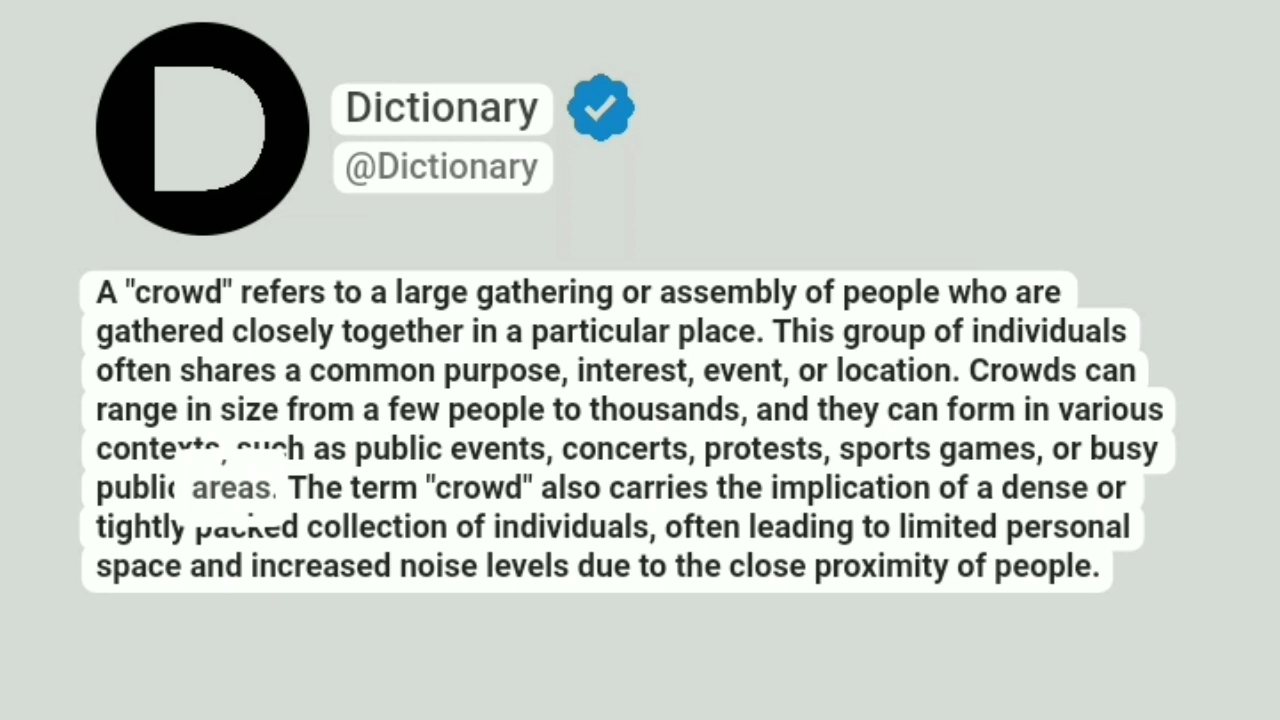 D
Dictionary
@Dictionary
A "crowd" refers to a large gathering or assembly of people who are
gathered closely together in a particular place. This group of individuals
often shares a common purpose, interest, event, or location. Crowds can
range in size from a few people to thousands, and they can form in various
contexts, such as public events, concerts, protests, sports games, or busy
public areas. The term "crowd" also carries the implication of a dense or
tightly packed collection of individuals, often leading to limited personal
space and increased noise levels due to the close proximity of people.